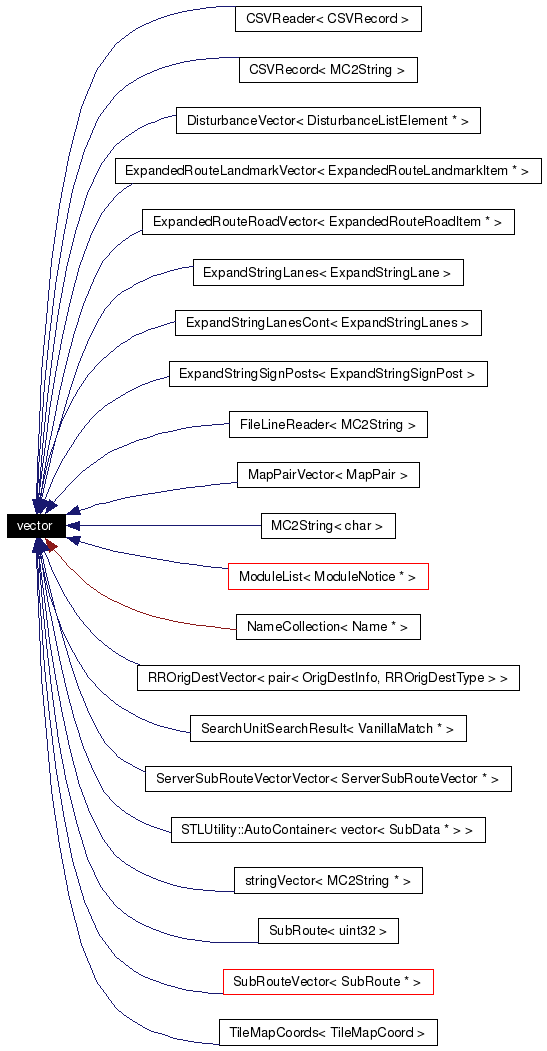 CSVReader< CSVRecord >
CSVRecord< MC2String >
DisturbanceVector< DisturbanceListElement * >
ExpandedRouteLandmarkVector< ExpandedRouteLandmarkItem * >
ExpandedRouteRoadVector< ExpandedRouteRoadItem * >
ExpandStringLanes< ExpandStringLane >
ExpandStringLanesCont< ExpandStringLanes >
ExpandStringSignPosts< ExpandStringSignPost >
FileLineReader< MC2String >
MapPairVector< MapPair >
vector
MC2String< char >
ModuleList< ModuleNotice * >
NameCollection< Name * >
RROrigDestVector< pair< OrigDestInfo, RROrigDestType > >
SearchUnitSearchResult< VanillaMatch * >
ServerSubRouteVectorVector< ServerSubRouteVector * >
STLUtility::AutoContainer< vector< SubData * > >
stringVector< MC2String * >
SubRoute< uint32 >
SubRouteVector< SubRoute * >
TileMapCoords< TileMapCoord >